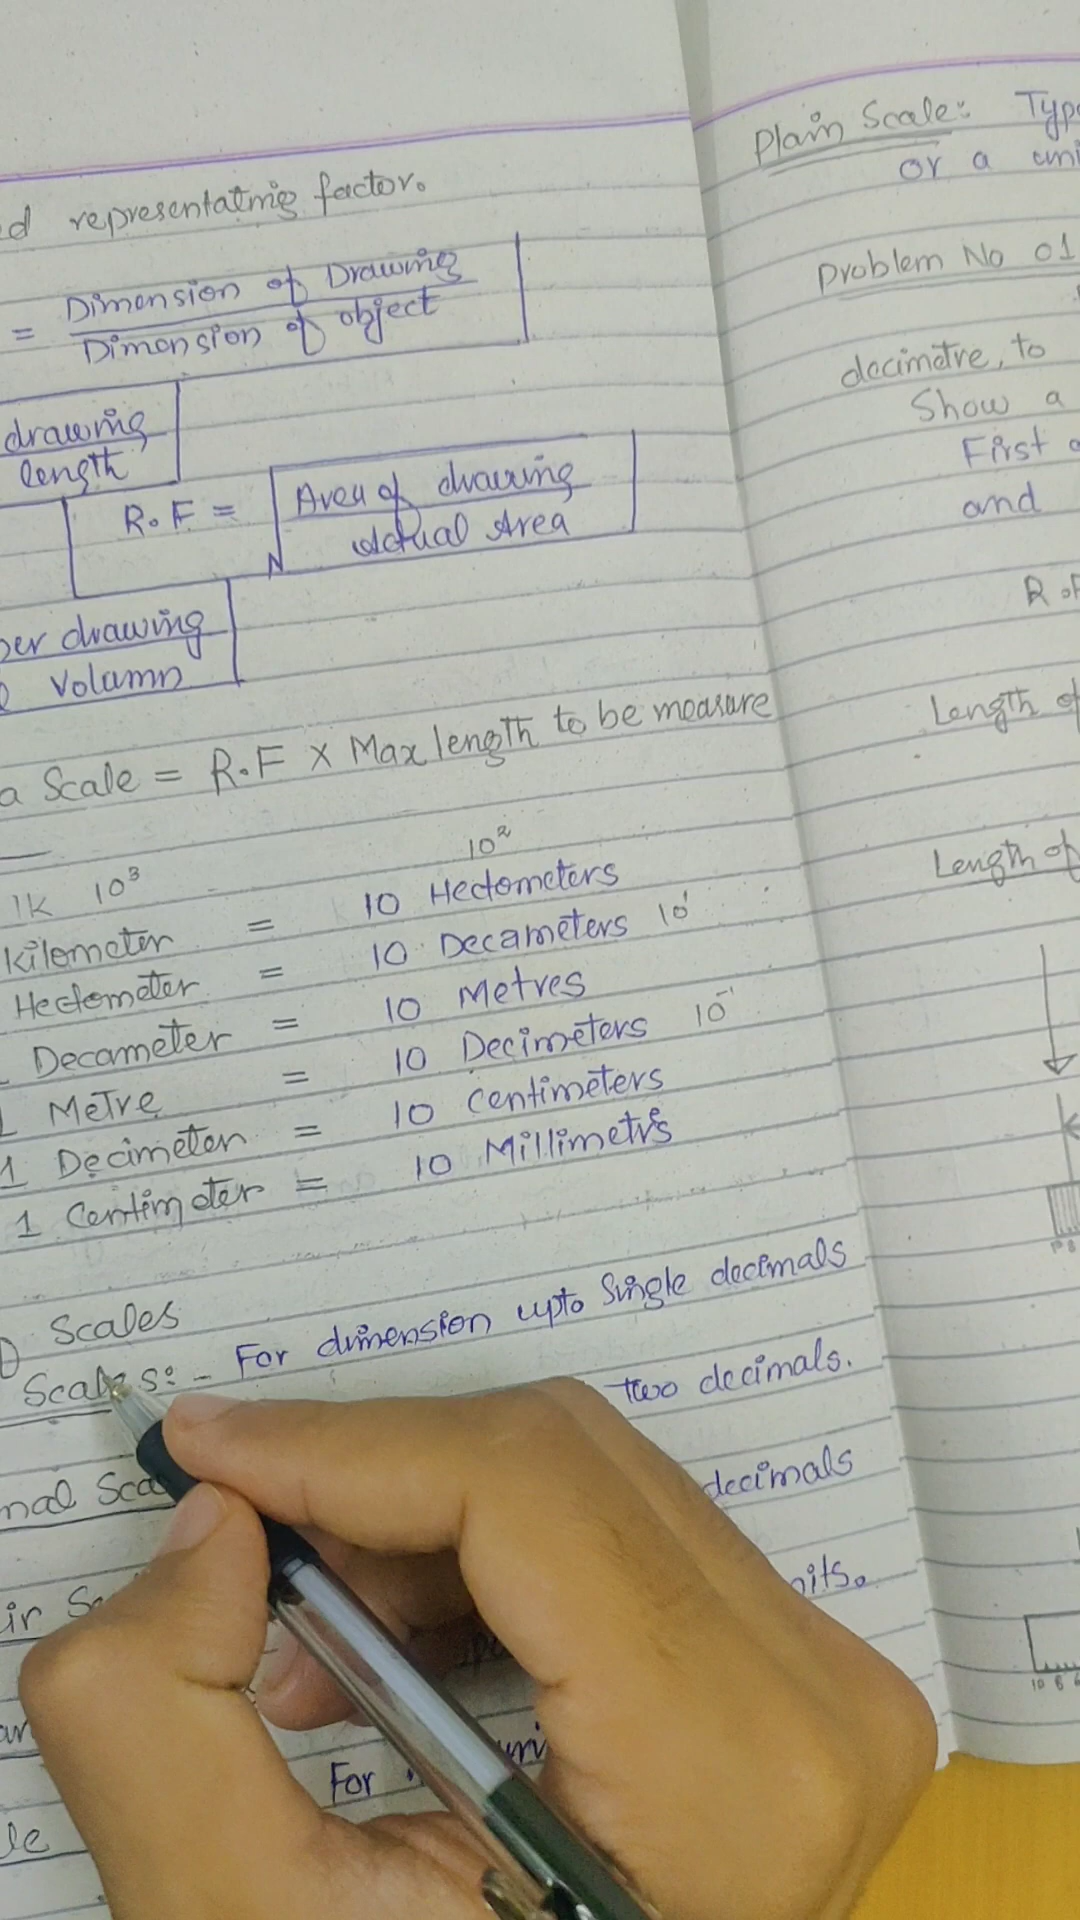 representating factor.
= Dimension of Drawing
Dimension of object
drawing
length
R.F = Area of drawing
Actual Area
drawing
Volamn
a Scale = R.F × Max length to be measure
1k 10³ 10²
Kilometer = 10 Hectometers
Hectometer = 10 Decameters 10¹
Decameter = 10 Metres
1 Metre = 10 Decimeters 10⁻¹
1 Decimeter = 10 Centimeters
1 Centimeter = 10 Millimetrs
Scales
Scales:- For dimension upto Single decimals
two decimals.
decimals
For
Plain Scale:
or a
Problem No 01
decimetre, to
Show a
First
and
R.F
Length of
Length of